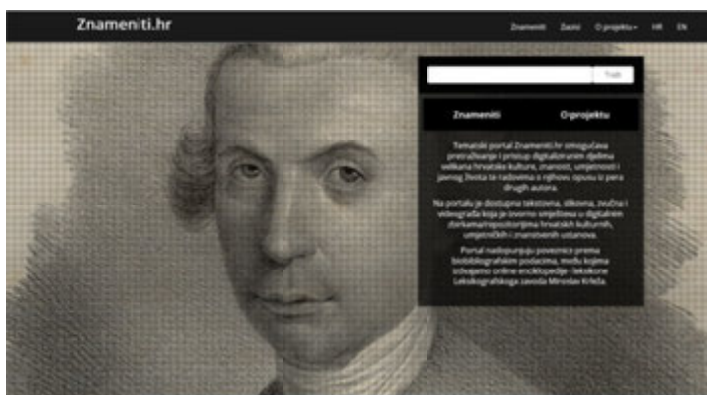 Znameniti.hr
Znameniti Zazivi O projektu HR EN
Traži
Znameniti O projektu
Tematski portal Znameniti.hr omogućava
pretraživanje i pristup digitaliziranim djelima
velikana hrvatske kulture, znanosti, umjetnosti i
javnog života te radovima o njihovu opusu iz pera
drugih autora.
Na portalu je dostupna tekstovna, slikovna, zvučna i
videograđa koja je izvorno smještena u digitalnim
zbirkama/repozitorijima hrvatskih kulturnih,
umjetničkih i znanstvenih ustanova.
Portal nadopunjuju poveznice prema
biobibliografskim podacima, među kojima
izdvajamo online enciklopedije i leksikone
Leksikografskoga zavoda Miroslav Krleža.